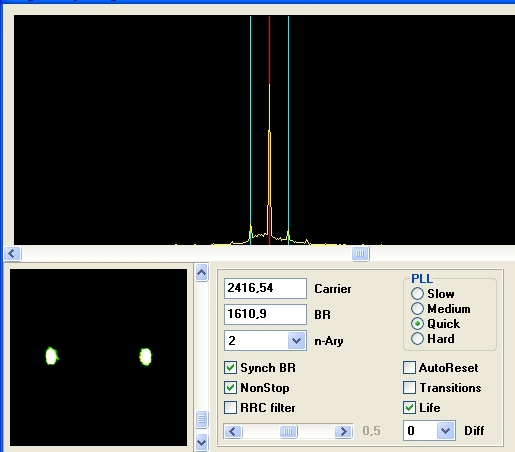 2416,54 Carrier
1610,9 BR
2 n-Ary
Synch BR
NonStop
RRC filter
0,5
PLL
Slow
Medium
Quick
Hard
AutoReset
Transitions
Life
0 Diff